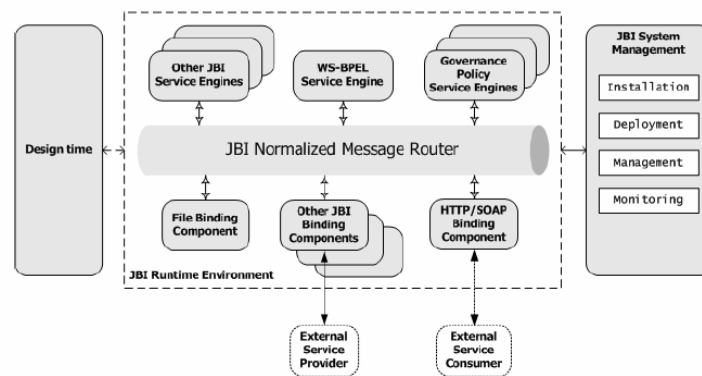 Other JBI
Service Engines
WS-BPEL
Service Engine
Governance
Policy
Service Engines
JBI System
Management
Installation
Deployment
Management
Monitoring
Design time
JBI Normalized Message Router
File Binding
Component
Other JBI
Binding
Components
HTTP/SOAP
Binding
Component
JBI Runtime Environment
External
Service
Provider
External
Service
Consumer